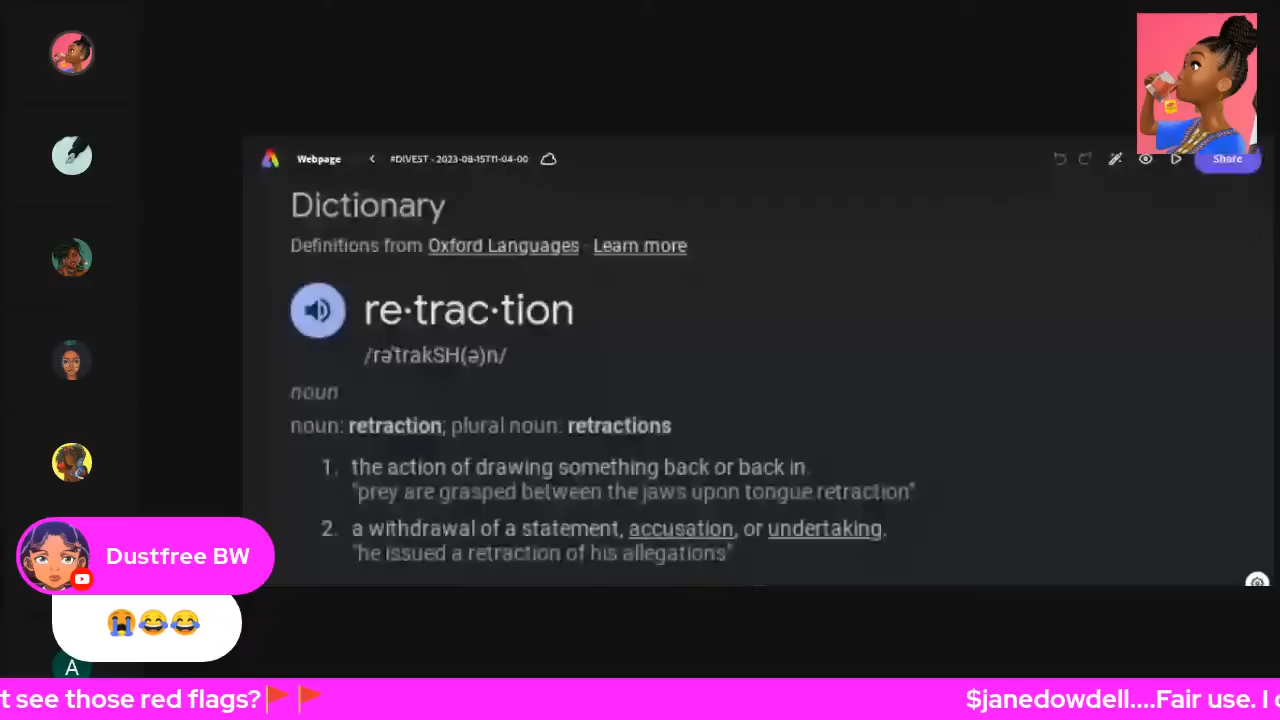 Webpage
#DIVEST - 2023-08-15T11-04-00
Share
Dictionary
Definitions from Oxford Languages · Learn more
re·trac·tion
/rəˈtrakSH(ə)n/
noun
noun: retraction; plural noun: retractions
1. the action of drawing something back or back in.
"prey are grasped between the jaws upon tongue retraction"
2. a withdrawal of a statement, accusation, or undertaking.
"he issued a retraction of his allegations"
Dustfree BW
😭😂😂
A
t see those red flags?🚩🚩
$janedowdell....Fair use. I